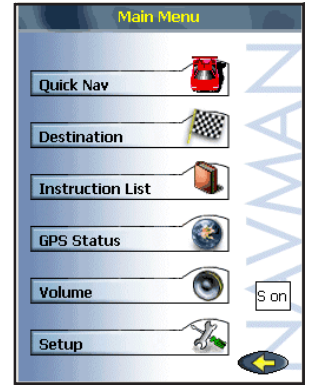 Main Menu
Quick Nav
Destination
Instruction List
GPS Status
Volume
S on
Setup
NAVMAN